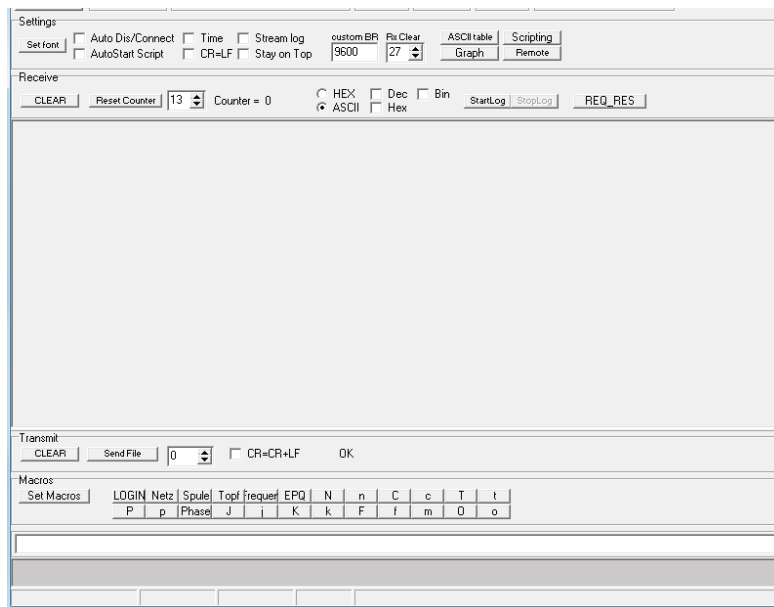 Settings
Set font Auto Dis/Connect Time Stream log custom BR Rx Clear ASCII table Scripting
AutoStart Script CR=LF Stay on Top 9600 27 Graph Remote
Receive
CLEAR Reset Counter 13 Counter = 0 HEX Dec Bin StartLog StopLog REQ_RES
ASCII Hex
Transmit
CLEAR Send File 0 CR=CR+LF OK
Macros
Set Macros LOGIN Netz Spule Topf Frequer EPQ N n C c T t
P p Phase J j K k F f m O o